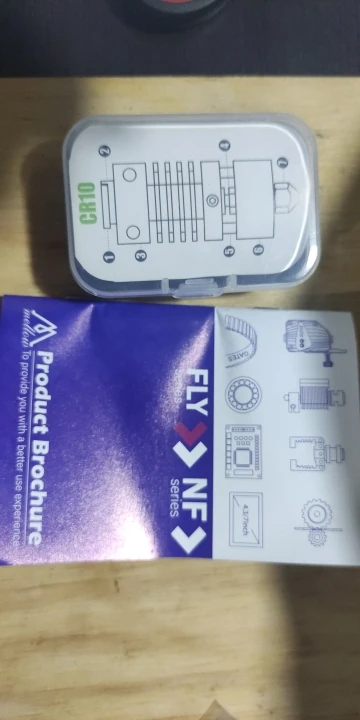 CR10
1
2
3
4
5
6
7
mellow
Product Brochure
To provide you with a better use experience
FLY
series
NF
series
GATES
4.3/7inch